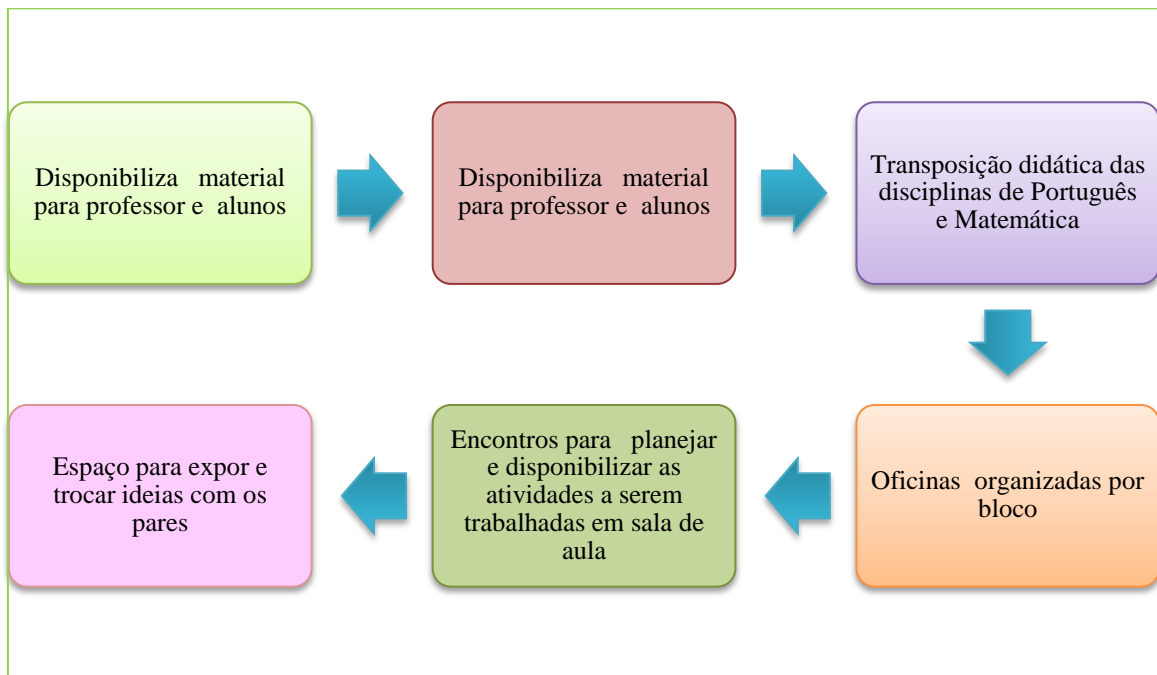 Disponibiliza material
para professor e alunos
Disponibiliza material
para professor e alunos
Transposição didática das
disciplinas de Português
e Matemática
Oficinas organizadas por
bloco
Encontros para planejar
e disponibilizar as
atividades a serem
trabalhadas em sala de
aula
Espaço para expor e
trocar ideias com os
pares